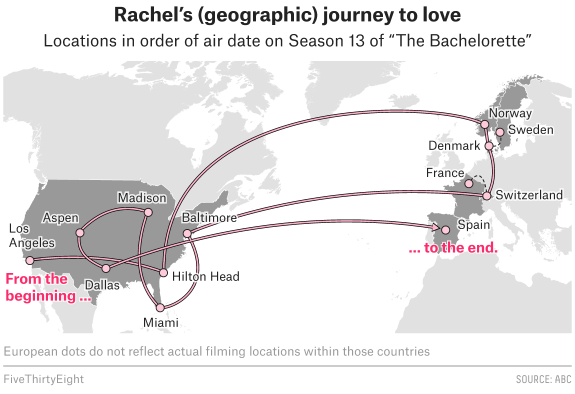 Rachel’s (geographic) journey to love
Locations in order of air date on Season 13 of “The Bachelorette”
Norway
Sweden
Denmark
France
Switzerland
Madison
Aspen
Baltimore
Los
Angeles
Spain
... to the end.
From the
beginning ...
Dallas
Hilton Head
Miami
European dots do not reflect actual filming locations within those countries
FiveThirtyEight
SOURCE: ABC